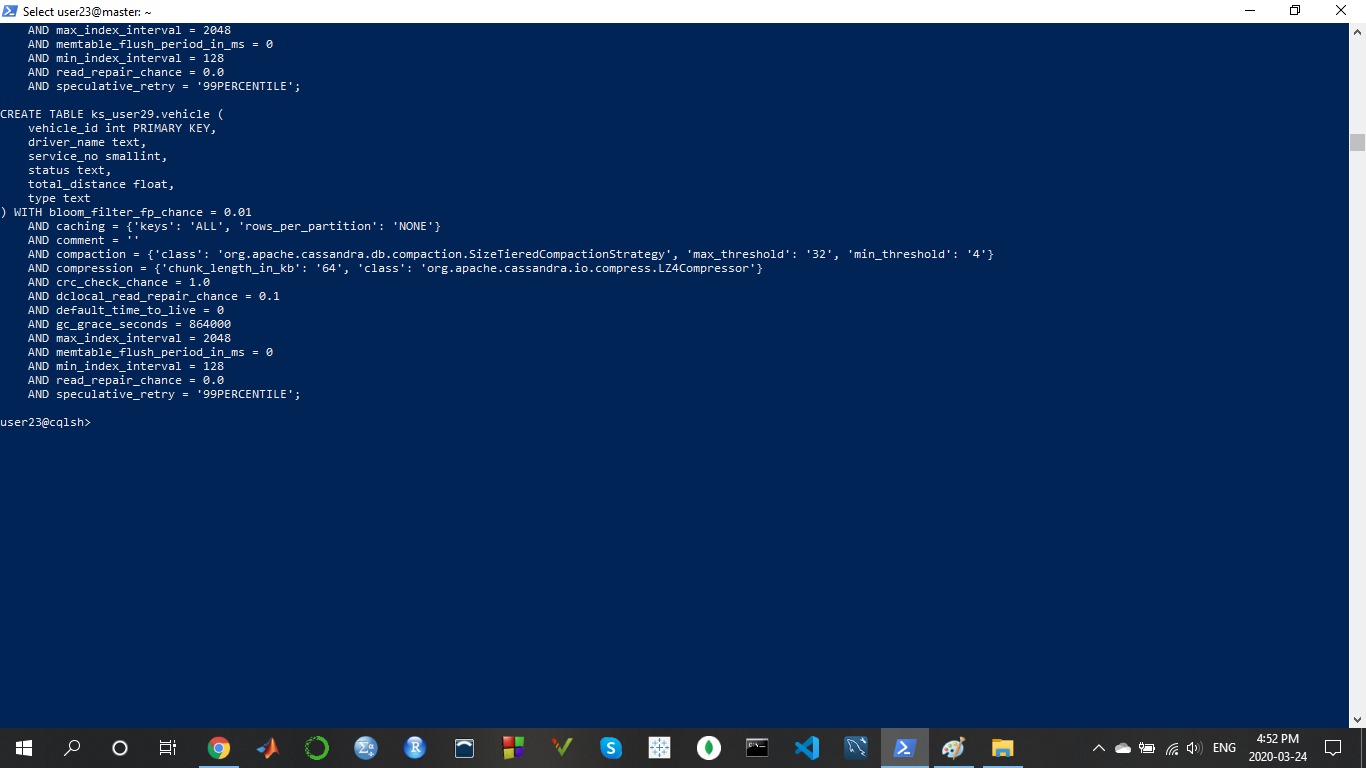 Select user23@master: ~
AND max_index_interval = 2048
AND memtable_flush_period_in_ms = 0
AND min_index_interval = 128
AND read_repair_chance = 0.0
AND speculative_retry = '99PERCENTILE';
CREATE TABLE ks_user29.vehicle (
vehicle_id int PRIMARY KEY,
driver_name text,
service_no smallint,
status text,
total_distance float,
type text
) WITH bloom_filter_fp_chance = 0.01
AND caching = {'keys': 'ALL', 'rows_per_partition': 'NONE'}
AND comment = ''
AND compaction = {'class': 'org.apache.cassandra.db.compaction.SizeTieredCompactionStrategy', 'max_threshold': '32', 'min_threshold': '4'}
AND compression = {'chunk_length_in_kb': '64', 'class': 'org.apache.cassandra.io.compress.LZ4Compressor'}
AND crc_check_chance = 1.0
AND dclocal_read_repair_chance = 0.1
AND default_time_to_live = 0
AND gc_grace_seconds = 864000
AND max_index_interval = 2048
AND memtable_flush_period_in_ms = 0
AND min_index_interval = 128
AND read_repair_chance = 0.0
AND speculative_retry = '99PERCENTILE';
user23@cqlsh>
ENG
4:52 PM
2020-03-24